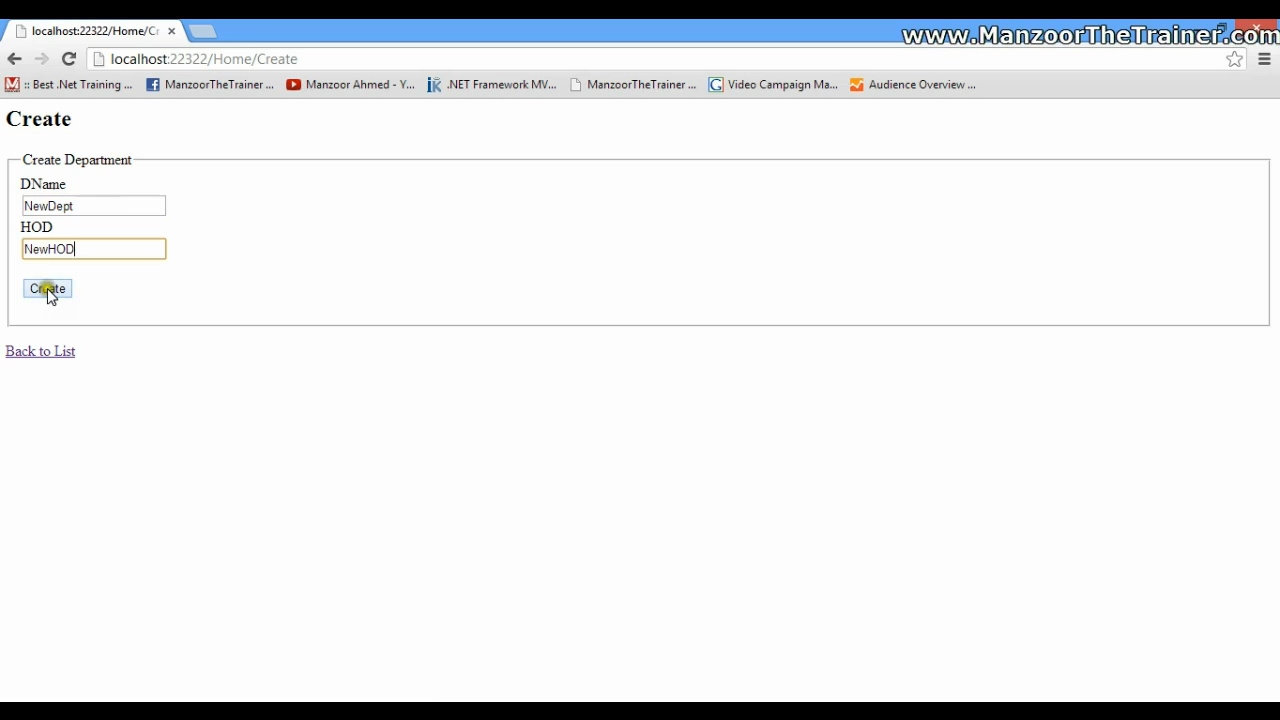 localhost:22322/Home/Cr
www.ManzoorTheTrainer.com
localhost:22322/Home/Create
:: Best .Net Training ...
ManzoorTheTrainer ...
Manzoor Ahmed - Y...
.NET Framework MV...
ManzoorTheTrainer ...
Video Campaign Ma...
Audience Overview ...
Create
Create Department
DName
NewDept
HOD
NewHOD
Create
Back to List